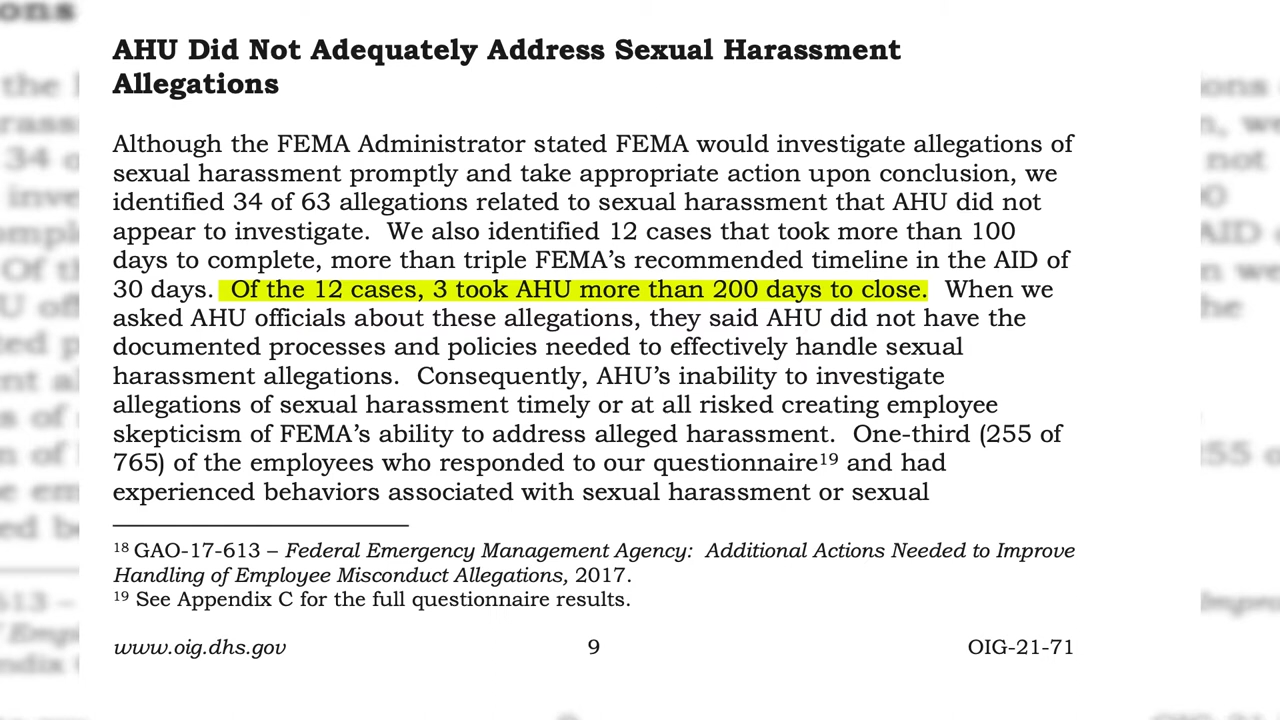 AHU Did Not Adequately Address Sexual Harassment
Allegations
Although the FEMA Administrator stated FEMA would investigate allegations of
sexual harassment promptly and take appropriate action upon conclusion, we
identified 34 of 63 allegations related to sexual harassment that AHU did not
appear to investigate.  We also identified 12 cases that took more than 100
days to complete, more than triple FEMA’s recommended timeline in the AID of
30 days.  Of the 12 cases, 3 took AHU more than 200 days to close.  When we
asked AHU officials about these allegations, they said AHU did not have the
documented processes and policies needed to effectively handle sexual
harassment allegations.  Consequently, AHU’s inability to investigate
allegations of sexual harassment timely or at all risked creating employee
skepticism of FEMA’s ability to address alleged harassment.  One-third (255 of
765) of the employees who responded to our questionnaire¹⁹ and had
experienced behaviors associated with sexual harassment or sexual
¹⁸ GAO-17-613 – Federal Emergency Management Agency:  Additional Actions Needed to Improve
Handling of Employee Misconduct Allegations, 2017.
¹⁹ See Appendix C for the full questionnaire results.
www.oig.dhs.gov 9 OIG-21-71